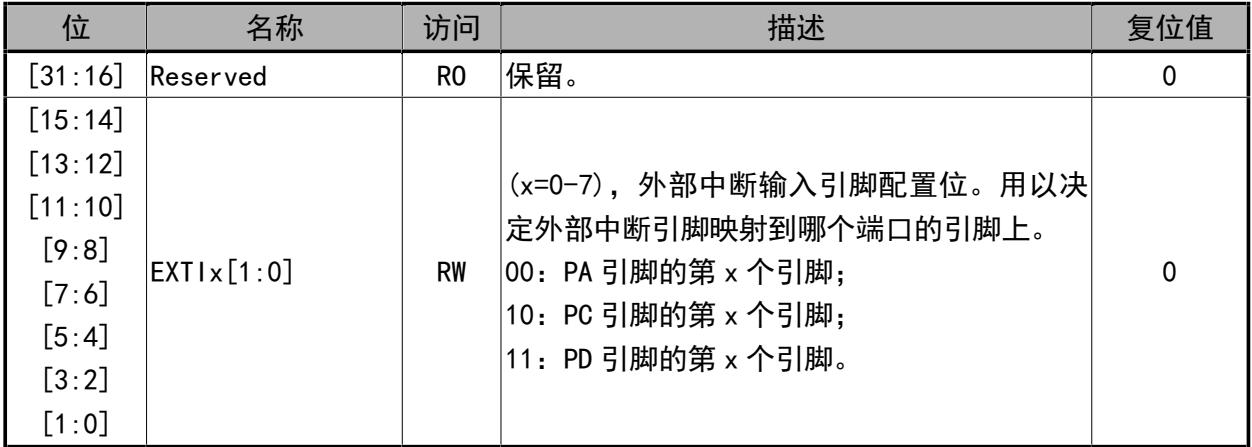 位 名称 访问 描述 复位值
[31:16] Reserved RO 保留。 0
[15:14]
[13:12]
[11:10]
[9:8]
[7:6]
[5:4]
[3:2]
[1:0]
EXTIx[1:0]
RW
(x=0-7)，外部中断输入引脚配置位。用以决
定外部中断引脚映射到哪个端口的引脚上。
00：PA 引脚的第 x 个引脚；
10：PC 引脚的第 x 个引脚；
11：PD 引脚的第 x 个引脚。
0